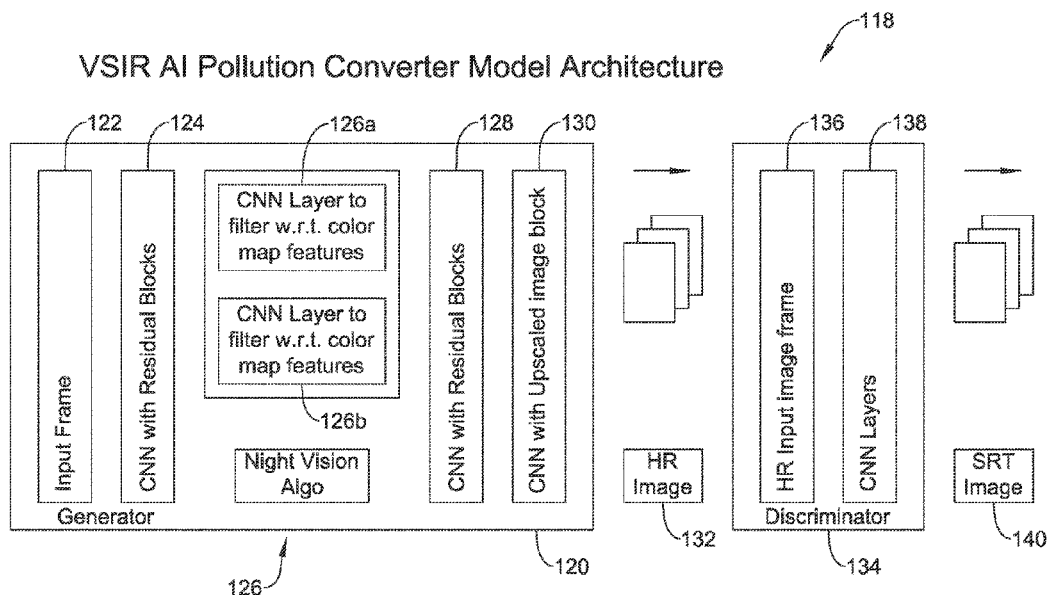 118
VSIR AI Pollution Converter Model Architecture
122
124
126a
128
130
136
138
Input Frame
CNN with Residual Blocks
CNN Layer to
filter w.r.t. color
map features
CNN Layer to
filter w.r.t. color
map features
126b
Night Vision
Algo
CNN with Residual Blocks
CNN with Upscaled image block
Generator
HR
Image
HR Input image frame
CNN Layers
Discriminator
SRT
Image
126
120
132
134
140